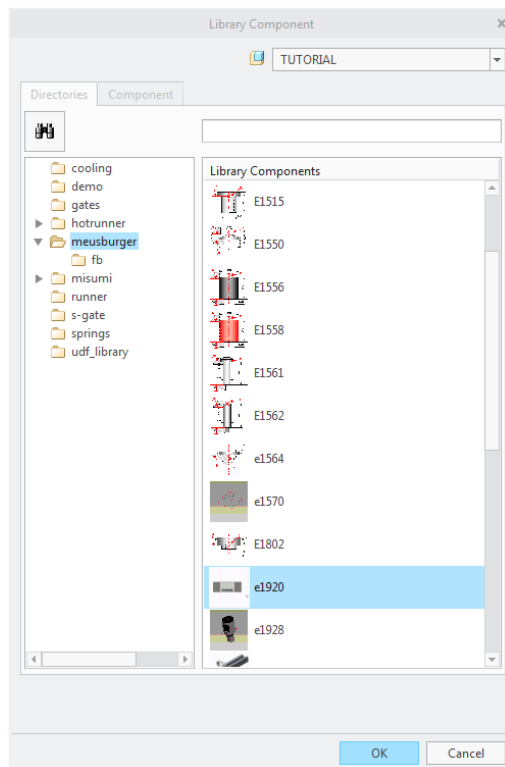 Library Component
TUTORIAL
Directories
Component
cooling
demo
gates
hotrunner
meusburger
fb
misumi
runner
s-gate
springs
udf_library
Library Components
E1515
E1550
E1556
E1558
E1561
E1562
e1564
e1570
E1802
e1920
e1928
OK
Cancel